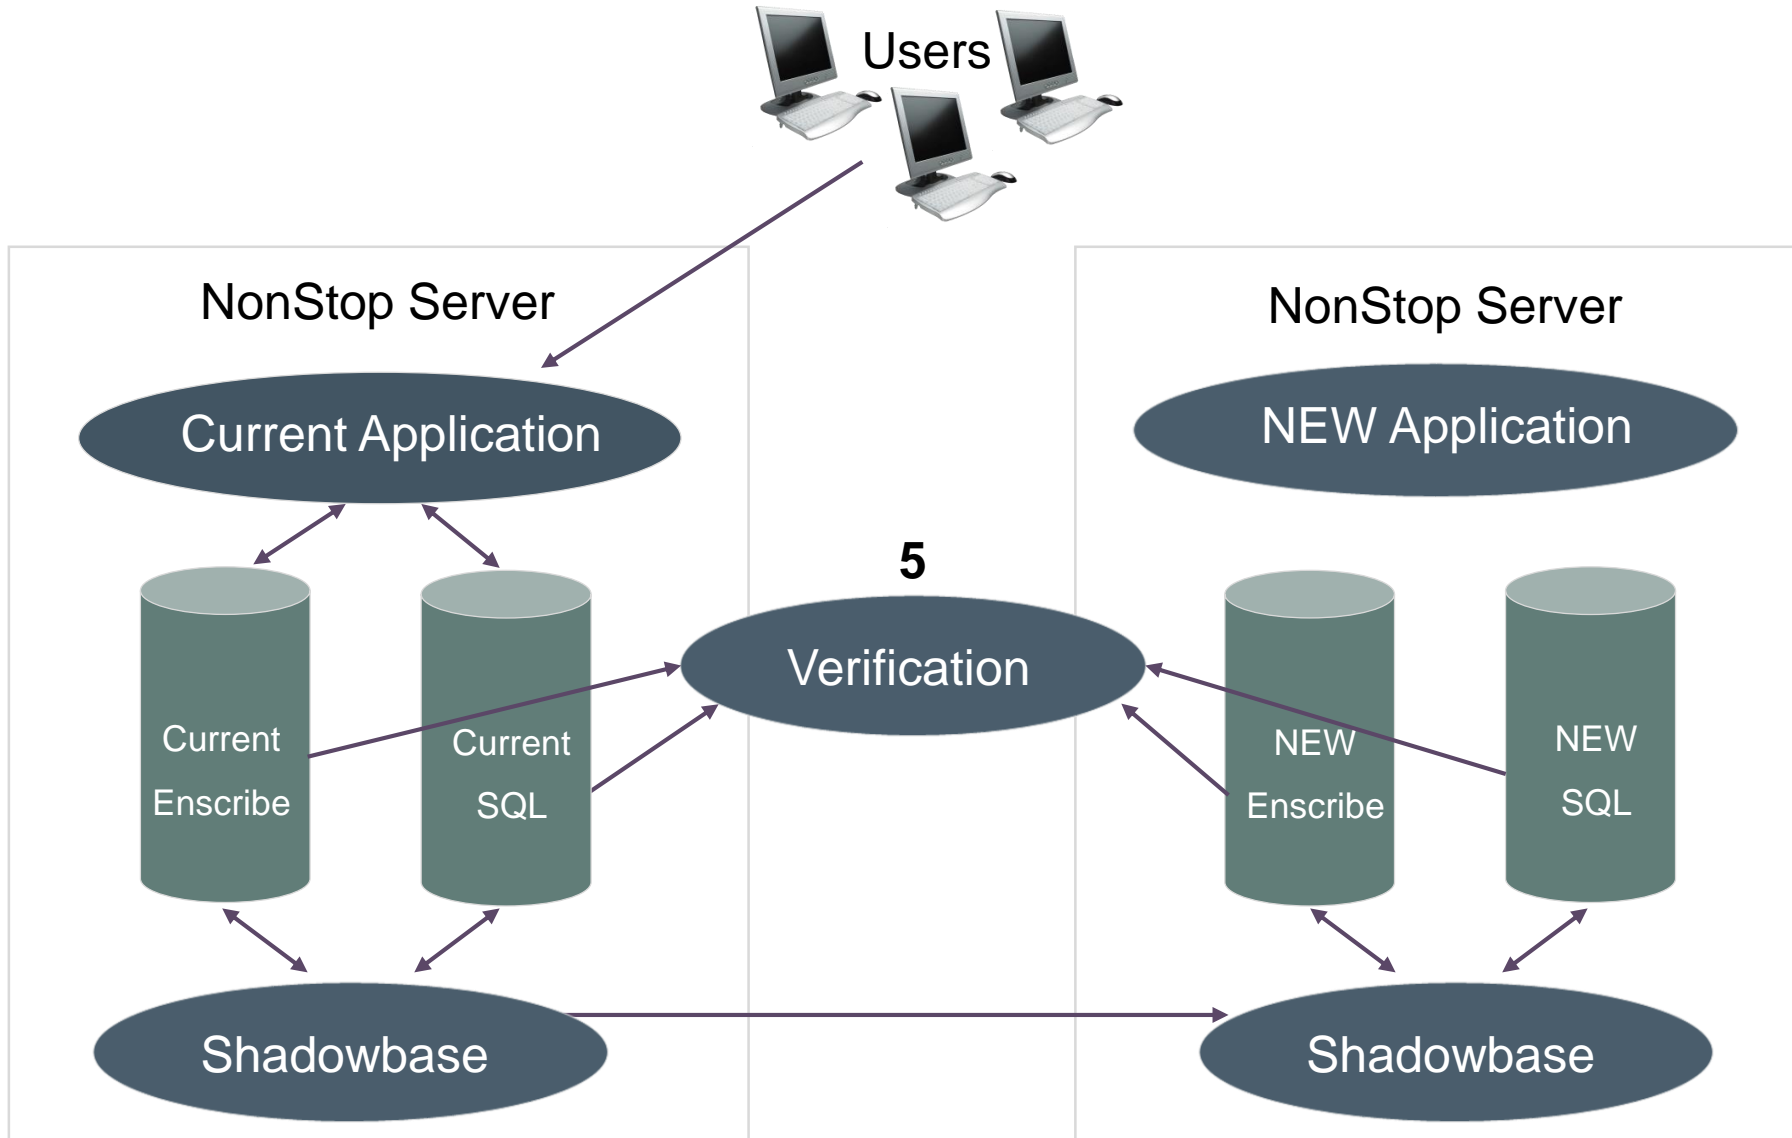 Users
NonStop Server
NonStop Server
Current Application
NEW Application
5
Verification
Current
Enscribe
Current
SQL
NEW
Enscribe
NEW
SQL
Shadowbase
Shadowbase